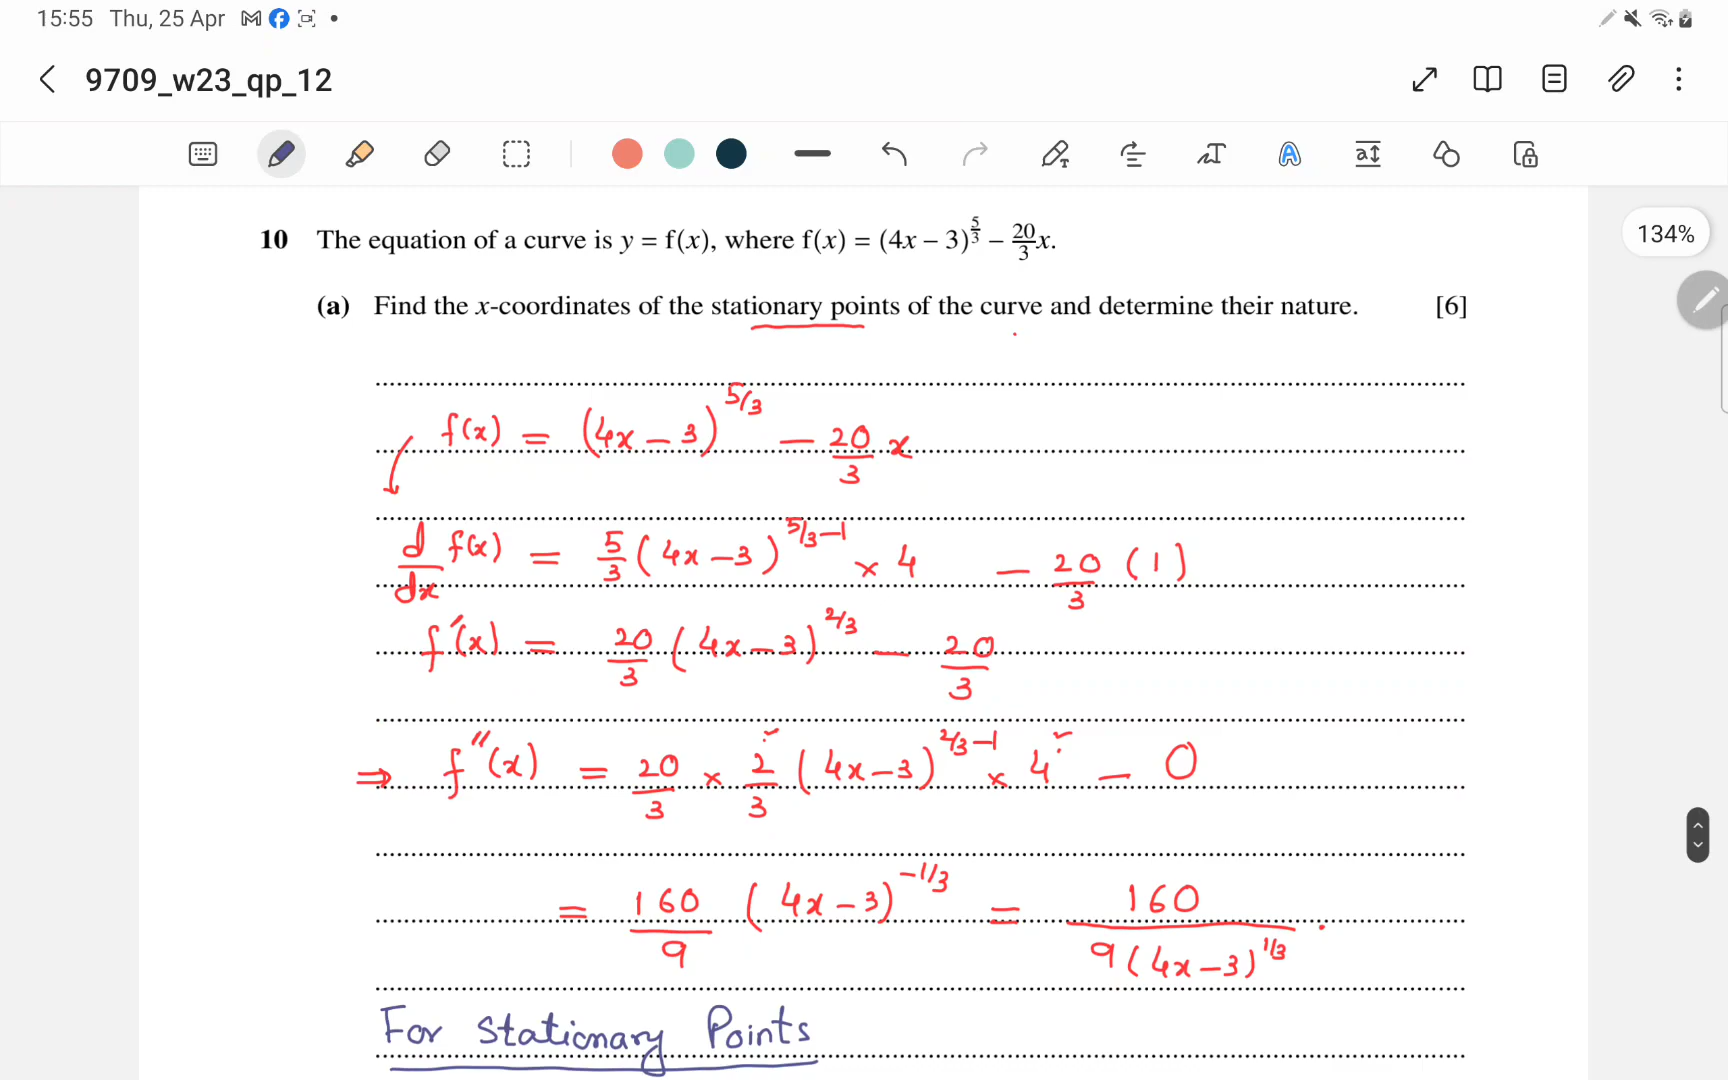 15:55 Thu, 25 Apr
9709_w23_qp_12
134%
10 The equation of a curve is y = f(x), where f(x) = (4x – 3)^(5/3) – 20/3 x.
(a) Find the x-coordinates of the stationary points of the curve and determine their nature. [6]
f(x) = (4x – 3)^(5/3) – 20/3 x
d/dx f(x) = 5/3 (4x – 3)^(5/3 – 1) × 4 – 20/3 (1)
f'(x) = 20/3 (4x – 3)^(2/3) – 20/3
⇒ f''(x) = 20/3 × 2/3 (4x – 3)^(2/3 – 1) × 4 – 0
= 160/9 (4x – 3)^(-1/3) = 160/(9(4x – 3)^(1/3)).
For Stationary Points